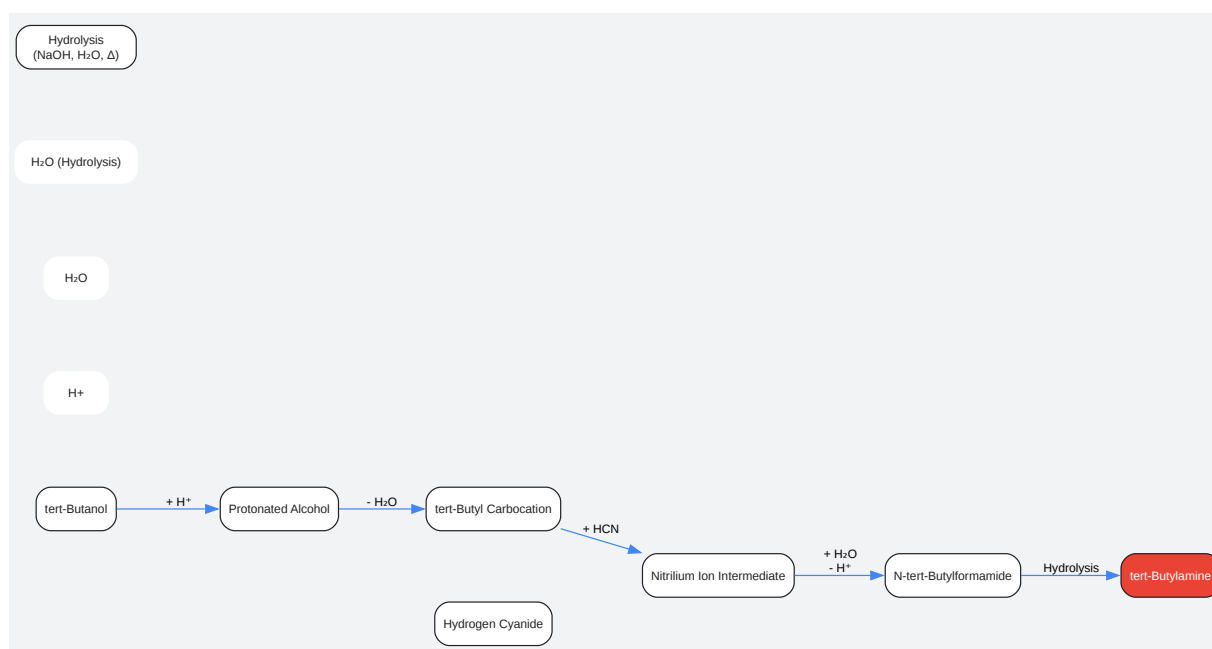 Hydrolysis
(NaOH, H₂O, Δ)
H₂O (Hydrolysis)
H₂O
H+
tert-Butanol
+ H⁺
Protonated Alcohol
- H₂O
tert-Butyl Carbocation
+ HCN
Nitrilium Ion Intermediate
+ H₂O
- H⁺
N-tert-Butylformamide
Hydrolysis
tert-Butylamine
Hydrogen Cyanide